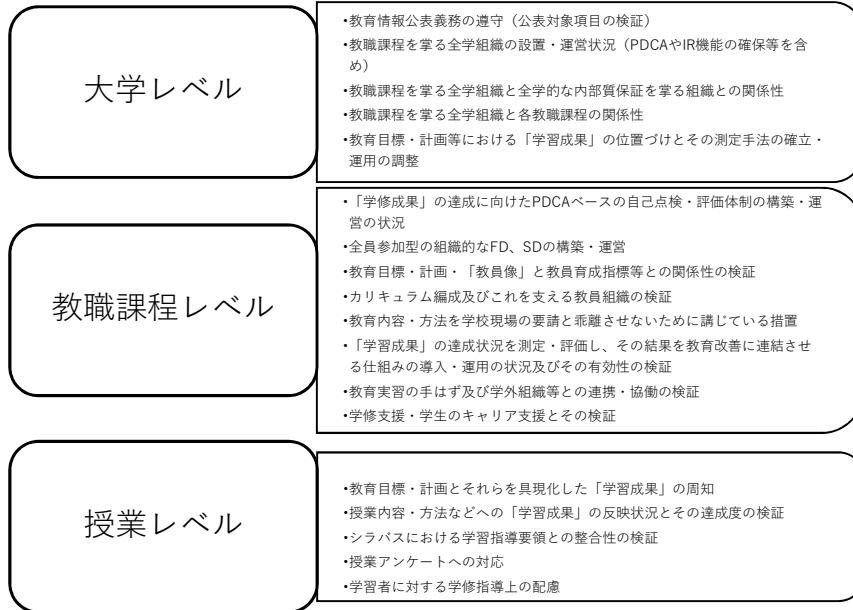 大学レベル
•教育情報公表義務の遵守（公表対象項目の検証）
•教職課程を掌る全学組織の設置・運営状況（PDCAやIR機能の確保等を含
め）
•教職課程を掌る全学組織と全学的な内部質保証を掌る組織との関係性
•教職課程を掌る全学組織と各教職課程の関係性
•教育目標・計画等における「学習成果」の位置づけとその測定手法の確立・
運用の調整
教職課程レベル
•「学修成果」の達成に向けたPDCAベースの自己点検・評価体制の構築・運
営の状況
•全員参加型の組織的なFD、SDの構築・運営
•教育目標・計画・「教員像」と教員育成指標等との関係性の検証
•カリキュラム編成及びこれを支える教員組織の検証
•教育内容・方法を学校現場の要請と乖離させないために講じている措置
•「学習成果」の達成状況を測定・評価し、その結果を教育改善に連結させ
る仕組みの導入・運用の状況及びその有効性の検証
•教育実習の手はず及び学外組織等との連携・協働の検証
•学修支援・学生のキャリア支援とその検証
授業レベル
•教育目標・計画とそれらを具現化した「学習成果」の周知
•授業内容・方法などへの「学習成果」の反映状況とその達成度の検証
•シラバスにおける学習指導要領との整合性の検証
•授業アンケートへの対応
•学習者に対する学修指導上の配慮